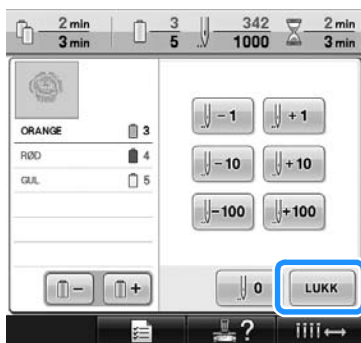 2 min 3 342 2 min
3 min 5 1000 3 min
ORANGE 3
RØD 4
GUL 5
-1 +1
-10 +10
-100 +100
- + 0 LUKK
?